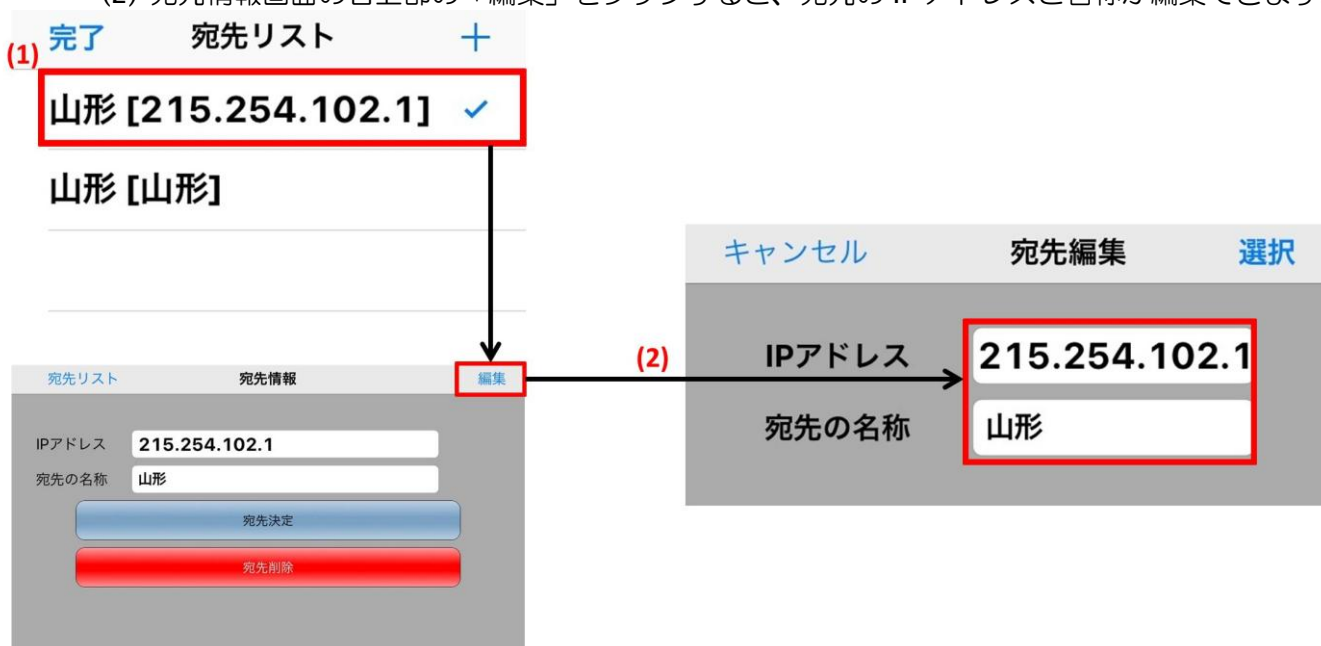 (2) 宛先情報画面の右上部の「編集」をタップすると、宛先の IP アドレスと名称が編集できます
(1) 完了 宛先リスト +
山形 [215.254.102.1] ✓
山形 [山形]
宛先リスト 宛先情報 編集
IPアドレス 215.254.102.1
宛先の名称 山形
宛先決定
宛先削除
(2)
キャンセル 宛先編集 選択
IPアドレス 215.254.102.1
宛先の名称 山形